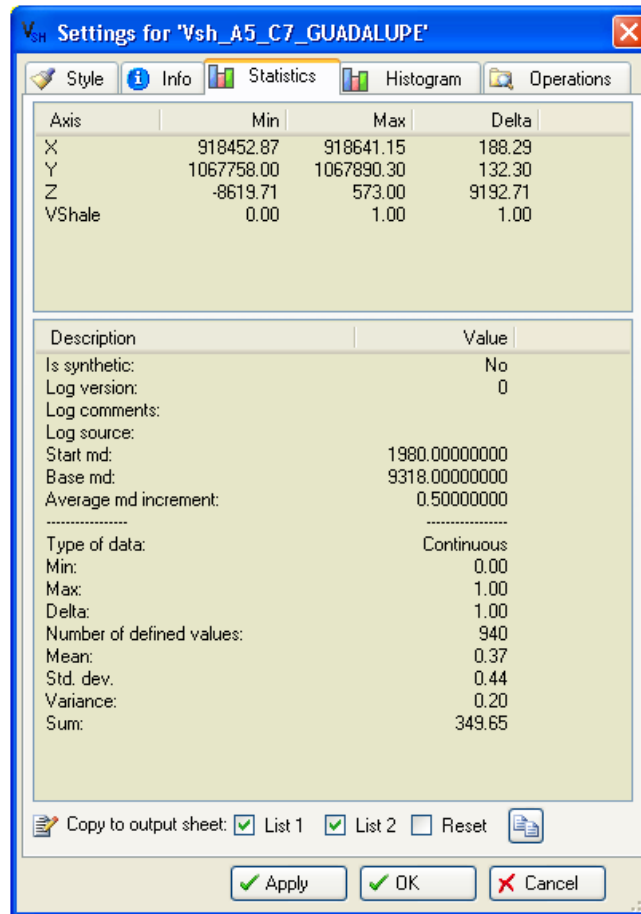 VSH Settings for 'Vsh_A5_C7_GUADALUPE'
Style Info Statistics Histogram Operations
Axis Min Max Delta
X 918452.87 918641.15 188.29
Y 1067758.00 1067890.30 132.30
Z -8619.71 573.00 9192.71
VShale 0.00 1.00 1.00
Description Value
Is synthetic: No
Log version: 0
Log comments:
Log source:
Start md: 1980.00000000
Base md: 9318.00000000
Average md increment: 0.50000000
----------------- -----------------
Type of data: Continuous
Min: 0.00
Max: 1.00
Delta: 1.00
Number of defined values: 940
Mean: 0.37
Std. dev. 0.44
Variance: 0.20
Sum: 349.65
Copy to output sheet: List 1 List 2 Reset
Apply OK Cancel